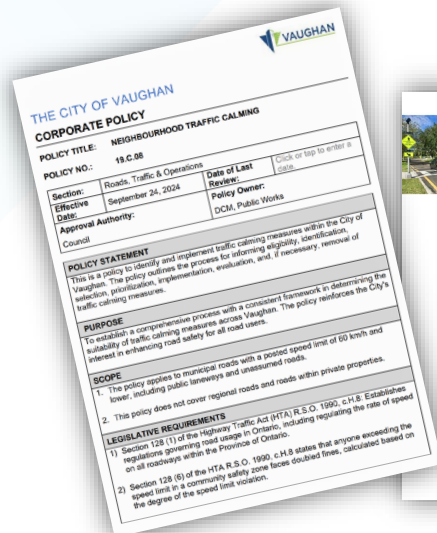 VAUGHAN
THE CITY OF VAUGHAN
CORPORATE POLICY
POLICY TITLE: NEIGHBOURHOOD TRAFFIC CALMING
POLICY NO.: 19.C.08
Section: Roads, Traffic & Operations
Effective Date: September 24, 2024 Date of Last Review: Click or tap to enter a date.
Approval Authority: Policy Owner:
Council DCM, Public Works
POLICY STATEMENT
This is a policy to identify and implement traffic calming measures within the City of
Vaughan. The policy outlines the process for informing eligibility, identification,
selection, prioritization, implementation, evaluation, and, if necessary, removal of
traffic calming measures.
PURPOSE
To establish a comprehensive process with a consistent framework in determining the
suitability of traffic calming measures across Vaughan. The policy reinforces the City's
interest in enhancing road safety for all road users.
SCOPE
1. The policy applies to municipal roads with a posted speed limit of 60 km/h and
lower, including public laneways and unassumed roads.
2. This policy does not cover regional roads and roads within private properties.
LEGISLATIVE REQUIREMENTS
1) Section 128 (1) of the Highway Traffic Act (HTA) R.S.O. 1990, c.H.8: Establishes
regulations governing road usage in Ontario, including regulating the rate of speed
on all roadways within the Province of Ontario.
2) Section 128 (6) of the HTA R.S.O. 1990, c.H.8 states that anyone exceeding the
speed limit in a community safety zone faces doubled fines, calculated based on
the degree of the speed limit violation.